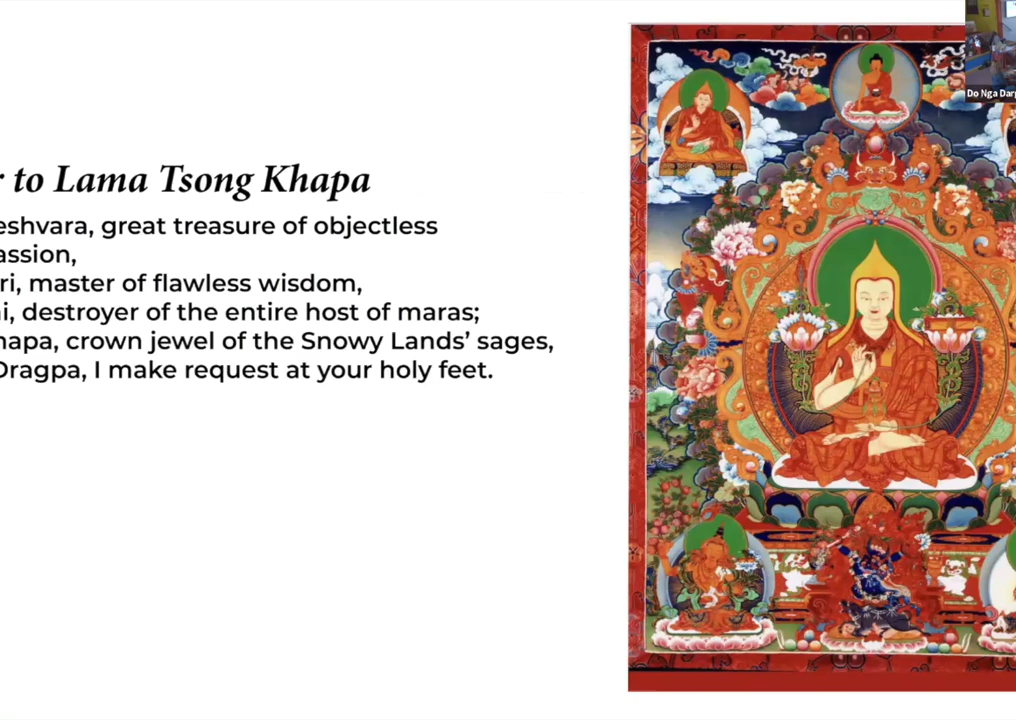 r to Lama Tsong Khapa
eshvara, great treasure of objectless
assion,
ri, master of flawless wisdom,
i, destroyer of the entire host of maras;
hapa, crown jewel of the Snowy Lands’ sages,
Dragpa, I make request at your holy feet.
Do Nga Darg